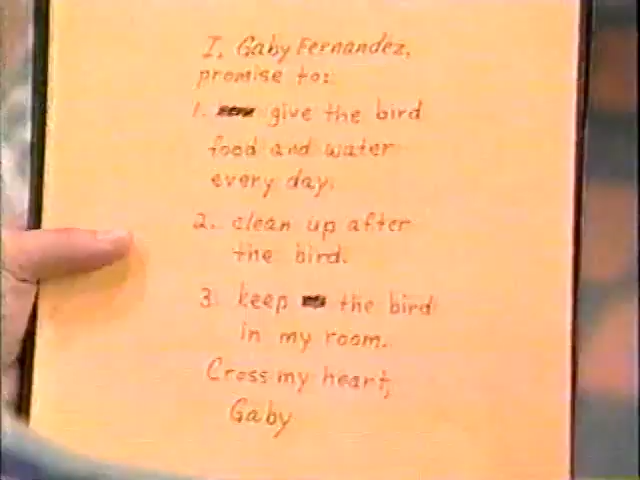 I, Gaby Fernandez,
promise to:
1. give the bird
food and water
every day.
2. clean up after
the bird.
3. keep the bird
in my room.
Cross my heart,
Gaby